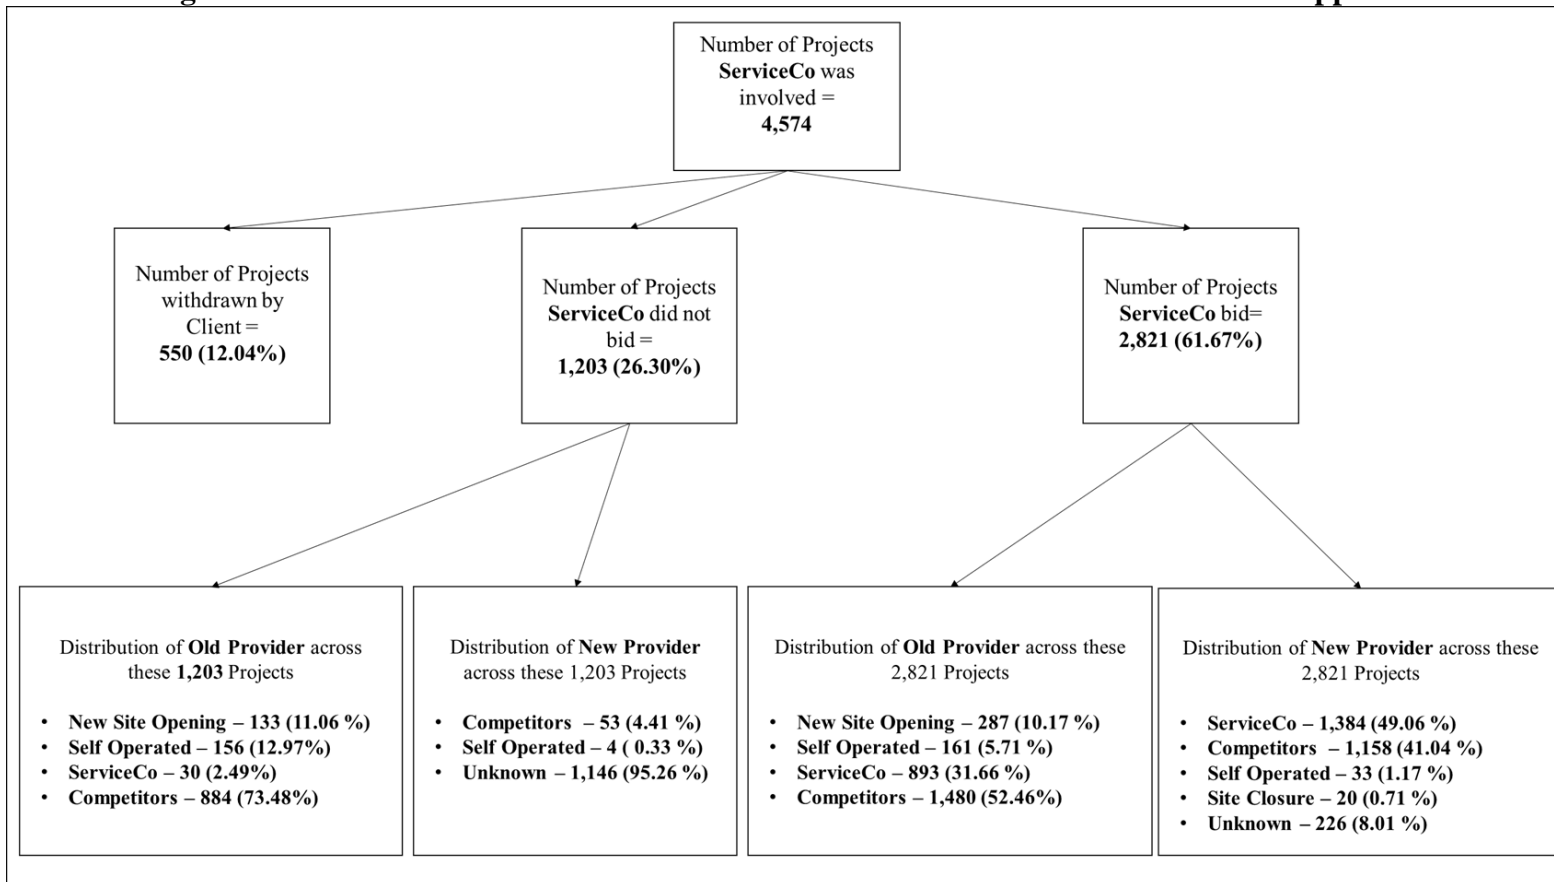 Number of Projects
ServiceCo was
involved =
4,574
Number of Projects
withdrawn by
Client =
550 (12.04%)
Number of Projects
ServiceCo did not
bid =
1,203 (26.30%)
Number of Projects
ServiceCo bid=
2,821 (61.67%)
Distribution of Old Provider across
these 1,203 Projects
• New Site Opening – 133 (11.06 %)
• Self Operated – 156 (12.97%)
• ServiceCo – 30 (2.49%)
• Competitors – 884 (73.48%)
Distribution of New Provider
across these 1,203 Projects
• Competitors – 53 (4.41 %)
• Self Operated – 4 ( 0.33 %)
• Unknown – 1,146 (95.26 %)
Distribution of Old Provider across these
2,821 Projects
• New Site Opening – 287 (10.17 %)
• Self Operated – 161 (5.71 %)
• ServiceCo – 893 (31.66 %)
• Competitors – 1,480 (52.46%)
Distribution of New Provider across these
2,821 Projects
• ServiceCo – 1,384 (49.06 %)
• Competitors – 1,158 (41.04 %)
• Self Operated – 33 (1.17 %)
• Site Closure – 20 (0.71 %)
• Unknown – 226 (8.01 %)